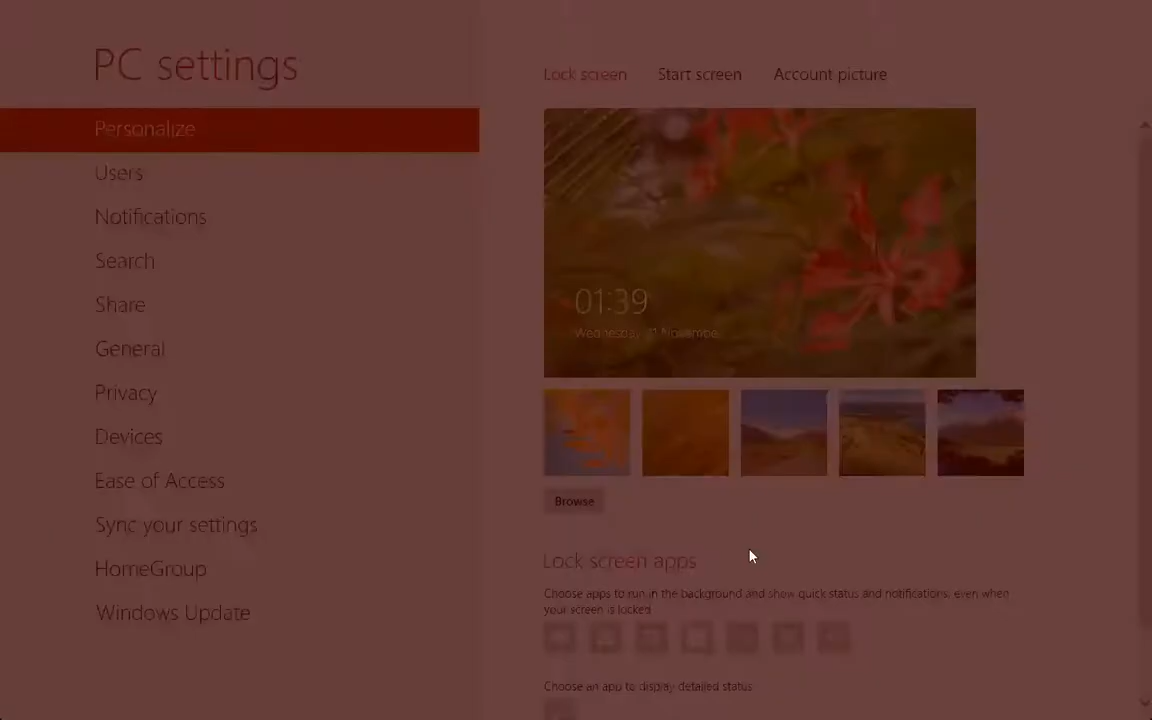 PC settings
Personalize
Users
Notifications
Search
Share
General
Privacy
Devices
Ease of Access
Sync your settings
HomeGroup
Windows Update
Lock screen
Start screen
Account picture
01:39
Wednesday, 21 Novembe
Browse
Lock screen apps
Choose apps to run in the background and show quick status and notifications, even when
your screen is locked
Choose an app to display detailed status